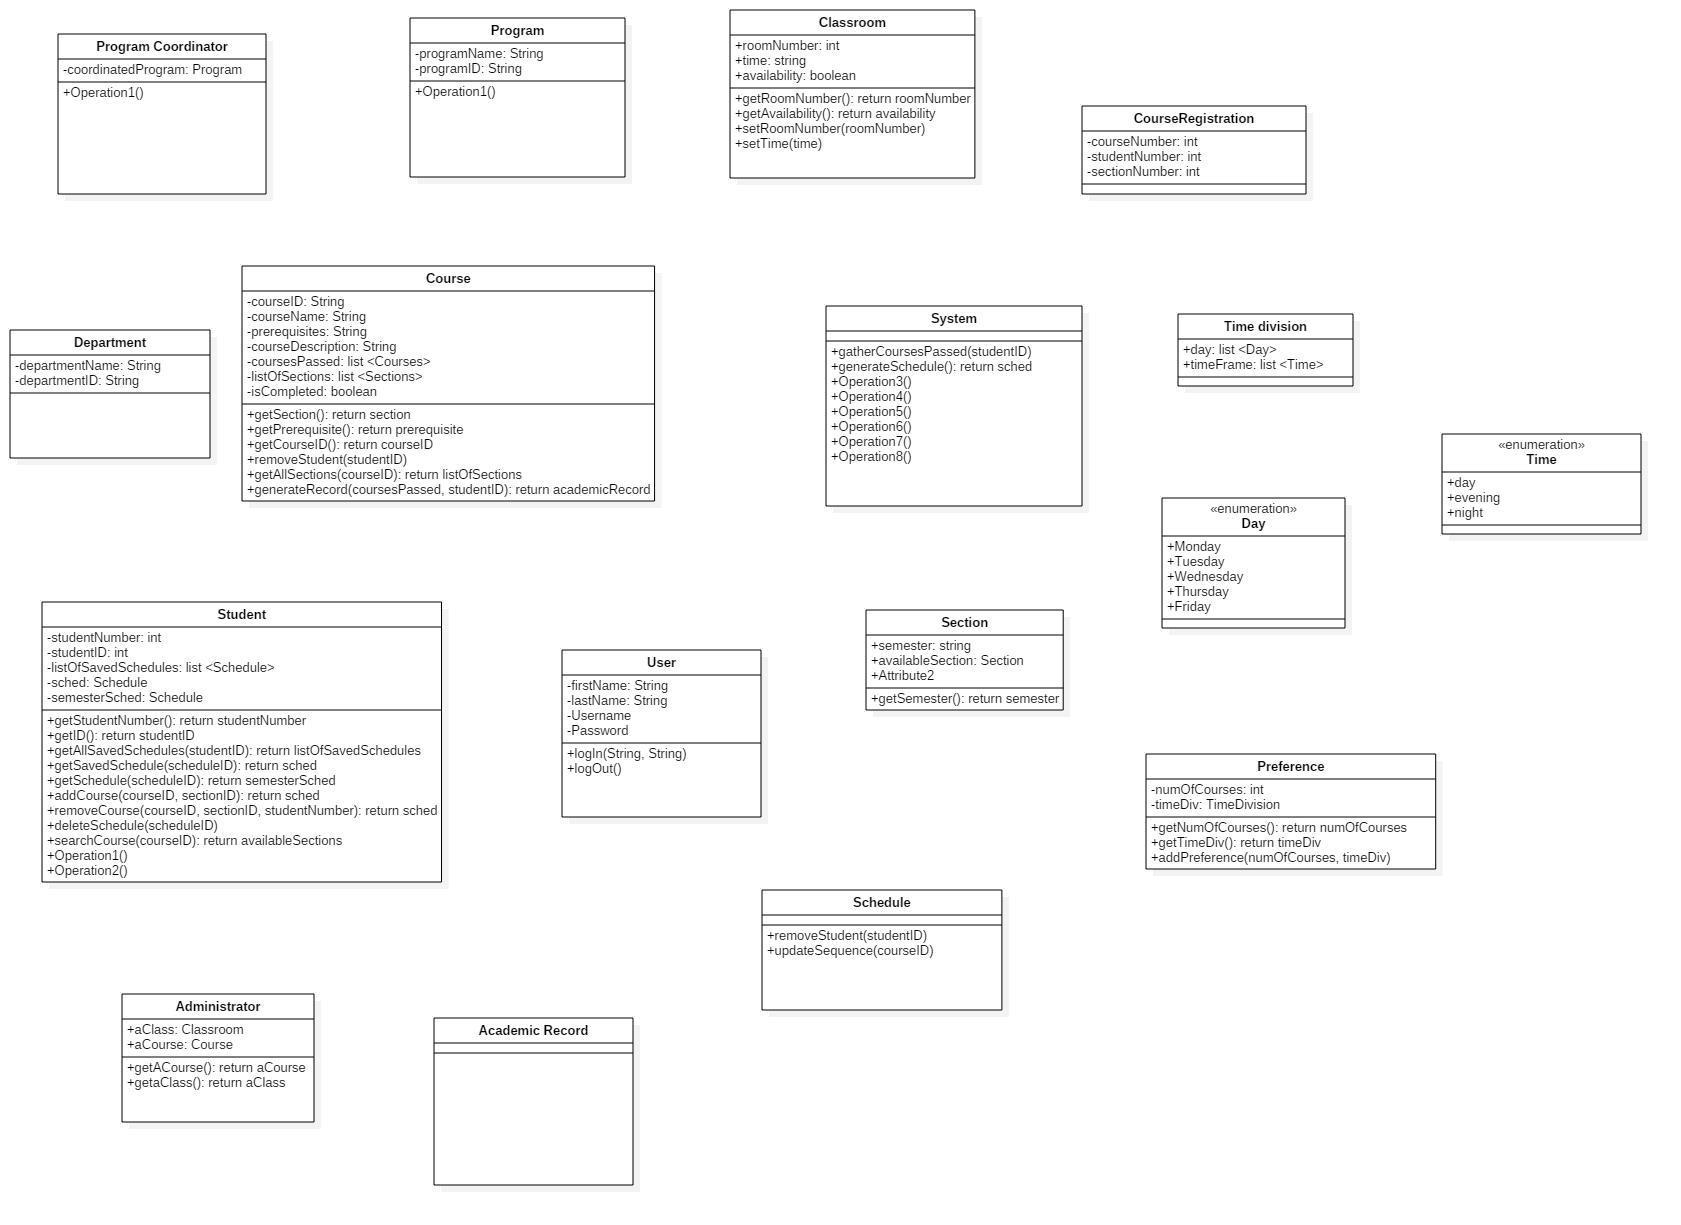 Program Coordinator
-coordinatedProgram: Program
+Operation1()
Program
-programName: String
-programID: String
+Operation1()
Classroom
+roomNumber: int
+time: string
+availability: boolean
+getRoomNumber(): return roomNumber
+getAvailability(): return availability
+setRoomNumber(roomNumber)
+setTime(time)
CourseRegistration
-courseNumber: int
-studentNumber: int
-sectionNumber: int
Department
-departmentName: String
-departmentID: String
Course
-courseID: String
-courseName: String
-prerequisites: String
-courseDescription: String
-coursesPassed: list <Courses>
-listOfSections: list <Sections>
-isCompleted: boolean
+getSection(): return section
+getPrerequisite(): return prerequisite
+getCourseID(): return courseID
+removeStudent(studentID)
+getAllSections(courseID): return listOfSections
+generateRecord(coursesPassed, studentID): return academicRecord
System
+gatherCoursesPassed(studentID)
+generateSchedule(): return sched
+Operation3()
+Operation4()
+Operation5()
+Operation6()
+Operation7()
+Operation8()
Time division
+day: list <Day>
+timeFrame: list <Time>
«enumeration»
Time
+day
+evening
+night
«enumeration»
Day
+Monday
+Tuesday
+Wednesday
+Thursday
+Friday
Student
-studentNumber: int
-studentID: int
-listOfSavedSchedules: list <Schedule>
-sched: Schedule
-semesterSched: Schedule
+getStudentNumber(): return studentNumber
+getID(): return studentID
+getAllSavedSchedules(studentID): return listOfSavedSchedules
+getSavedSchedule(scheduleID): return sched
+getSchedule(scheduleID): return semesterSched
+addCourse(courseID, sectionID): return sched
+removeCourse(courseID, sectionID, studentNumber): return sched
+deleteSchedule(scheduleID)
+searchCourse(courseID): return availableSections
+Operation1()
+Operation2()
User
-firstName: String
-lastName: String
-Username
-Password
+logIn(String, String)
+logOut()
Section
+semester: string
+availableSection: Section
+Attribute2
+getSemester(): return semester
Preference
-numOfCourses: int
-timeDiv: TimeDivision
+getNumOfCourses(): return numOfCourses
+getTimeDiv(): return timeDiv
+addPreference(numOfCourses, timeDiv)
Schedule
+removeStudent(studentID)
+updateSequence(courseID)
Administrator
+aClass: Classroom
+aCourse: Course
+getACourse(): return aCourse
+getaClass(): return aClass
Academic Record